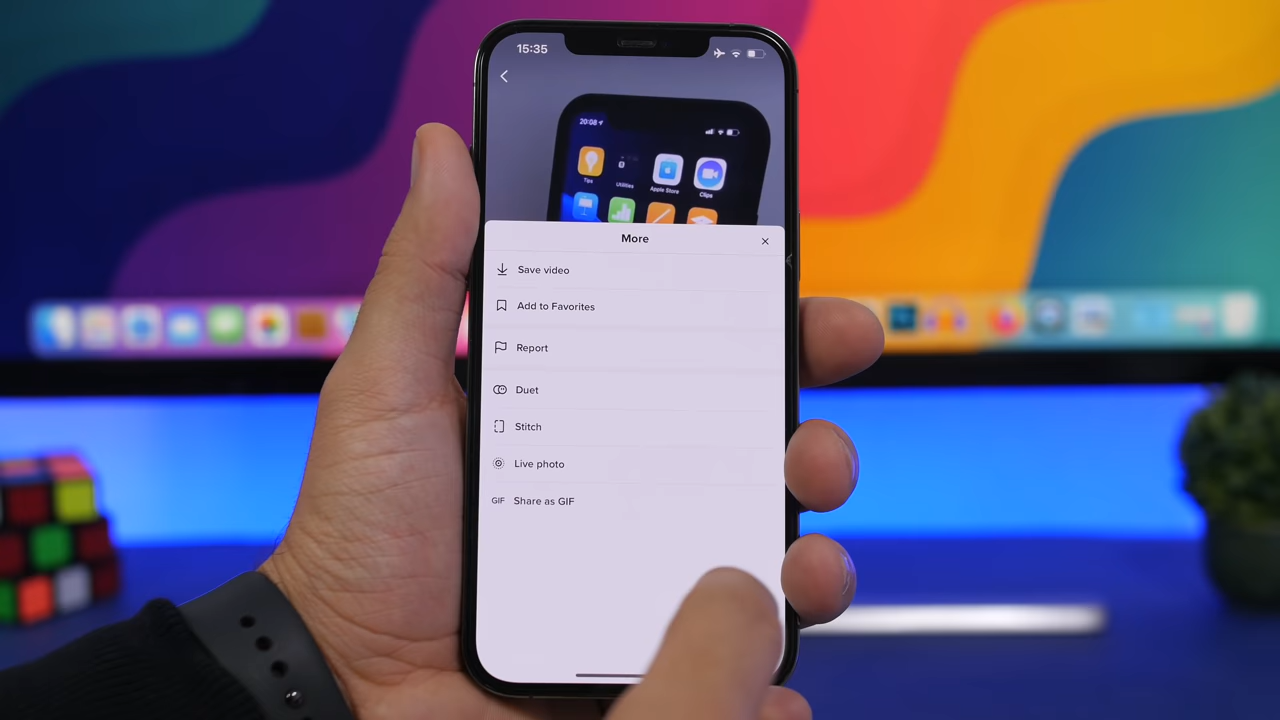 15:35
20:08
Tips
Utilities
Apple Store
Clips
More
Save video
Add to Favorites
Report
Duet
Stitch
Live photo
GIF Share as GIF